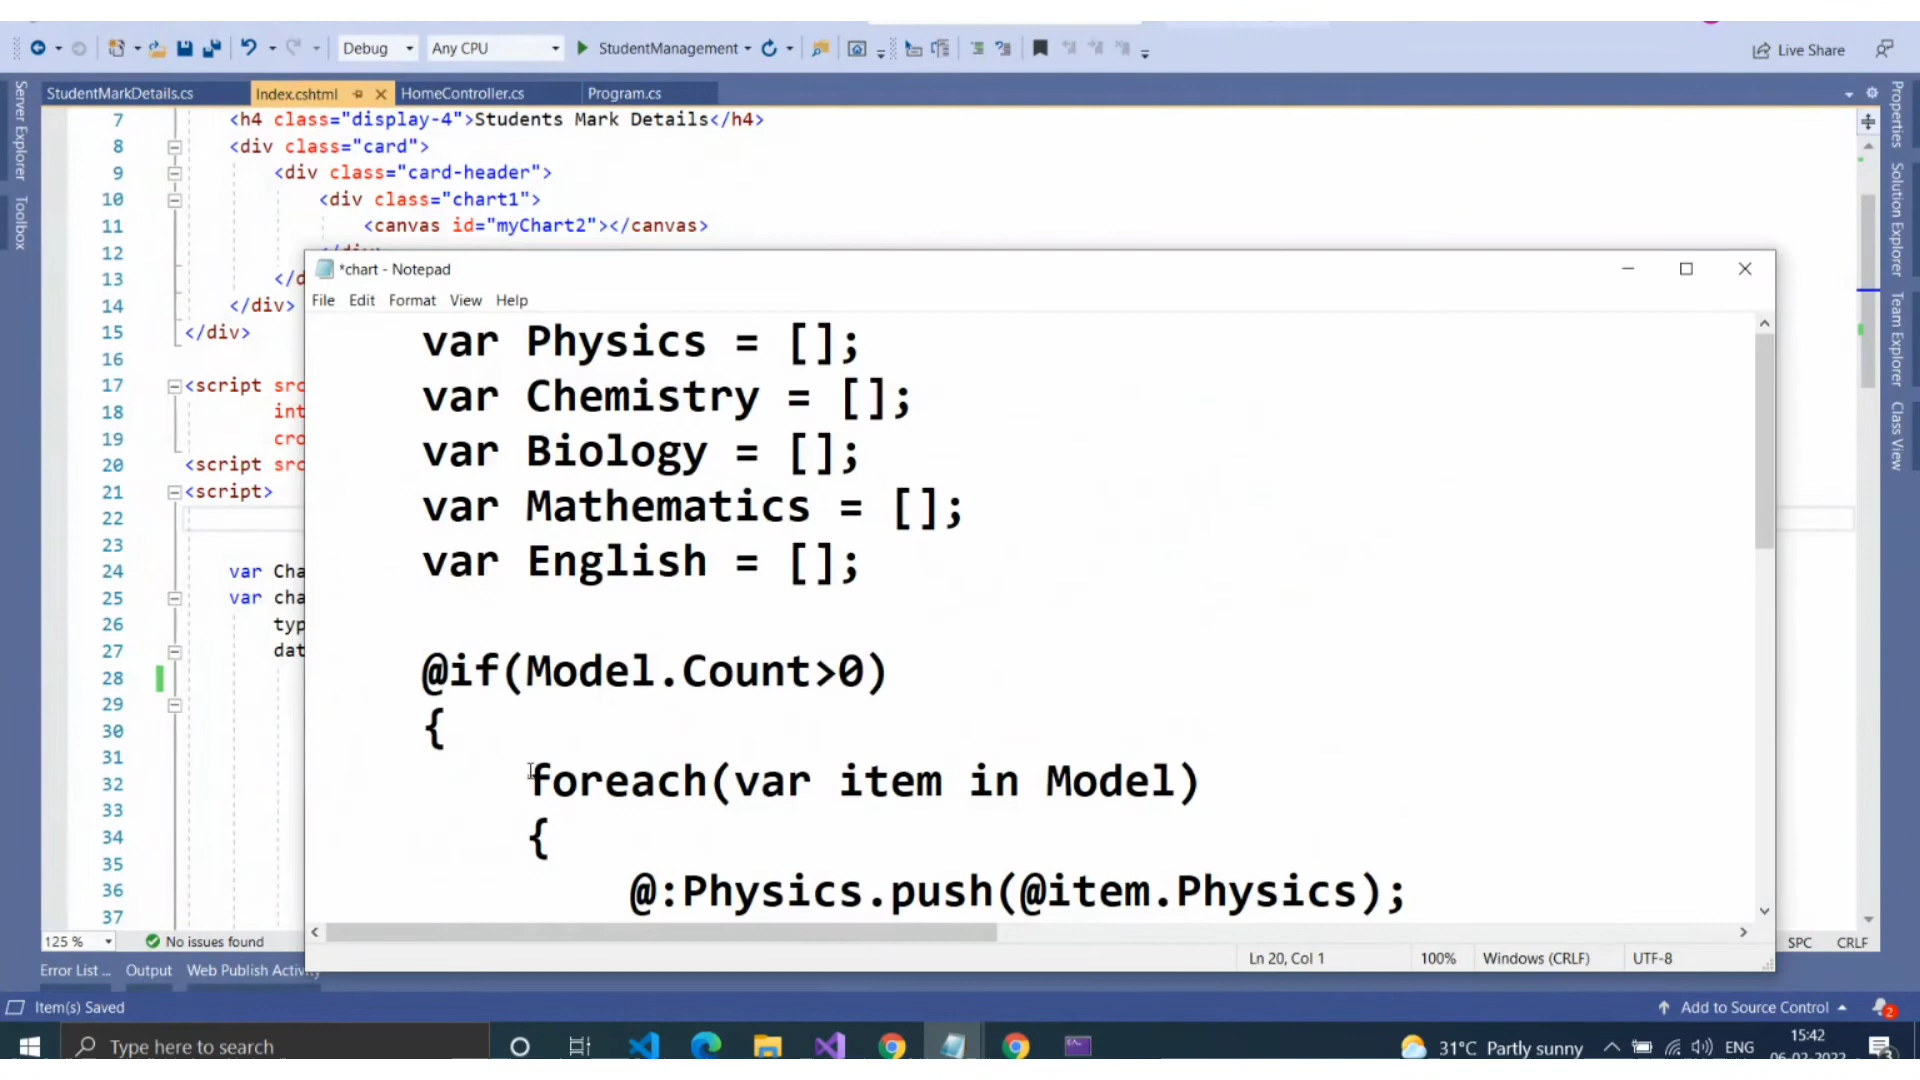 Debug
Any CPU
StudentManagement
Live Share
StudentMarkDetails.cs
Index.cshtml
HomeController.cs
Program.cs
Server Explorer
Toolbox
Properties
Solution Explorer
Team Explorer
Class View
7 <h4 class="display-4">Students Mark Details</h4>
8 <div class="card">
9 <div class="card-header">
10 <div class="chart1">
11 <canvas id="myChart2"></canvas>
12
13
14 </div>
15 </div>
16
17 <script src
18 int
19 cro
20 <script src
21 <script>
22
23
24 var Cha
25 var cha
26 typ
27 dat
28
29
30
31
32
33
34
35
36
37
*chart - Notepad
File Edit Format View Help
var Physics = [];
var Chemistry = [];
var Biology = [];
var Mathematics = [];
var English = [];
@if(Model.Count>0)
{
foreach(var item in Model)
{
@:Physics.push(@item.Physics);
Ln 20, Col 1
100%
Windows (CRLF)
UTF-8
125 %
No issues found
SPC
CRLF
Error List ...
Output
Web Publish Activ
Item(s) Saved
Add to Source Control
2
Type here to search
31°C Partly sunny
ENG
15:42
06-02-2022
3